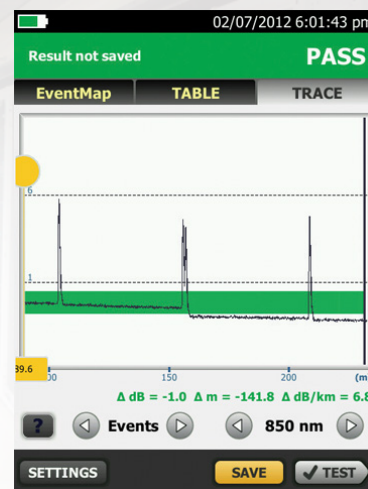 02/07/2012 6:01:43 pm
Result not saved PASS
EventMap TABLE TRACE
6
1
39.6
150 200 (m
Δ dB = -1.0 Δ m = -141.8 Δ dB/km = 6.8
? Events 850 nm
SETTINGS SAVE TEST